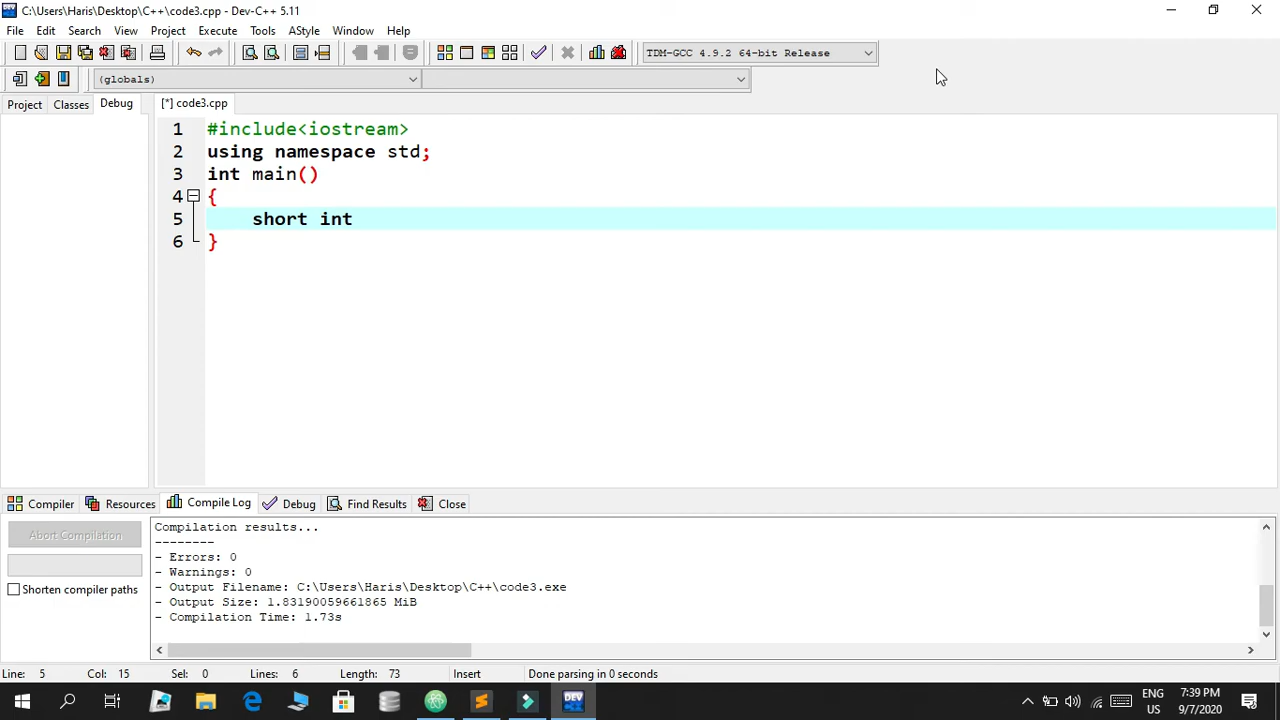 C:\Users\Haris\Desktop\C++\code3.cpp - Dev-C++ 5.11
File Edit Search View Project Execute Tools AStyle Window Help
TDM-GCC 4.9.2 64-bit Release
(globals)
Project Classes Debug [*] code3.cpp
1 #include<iostream>
2 using namespace std;
3 int main()
4 {
5 short int
6 }
Compiler Resources Compile Log Debug Find Results Close
Abort Compilation
Shorten compiler paths
Compilation results...
--------
- Errors: 0
- Warnings: 0
- Output Filename: C:\Users\Haris\Desktop\C++\code3.exe
- Output Size: 1.83190059661865 MiB
- Compilation Time: 1.73s
Line: 5 Col: 15 Sel: 0 Lines: 6 Length: 73 Insert Done parsing in 0 seconds
DEV
ENG
US
7:39 PM
9/7/2020